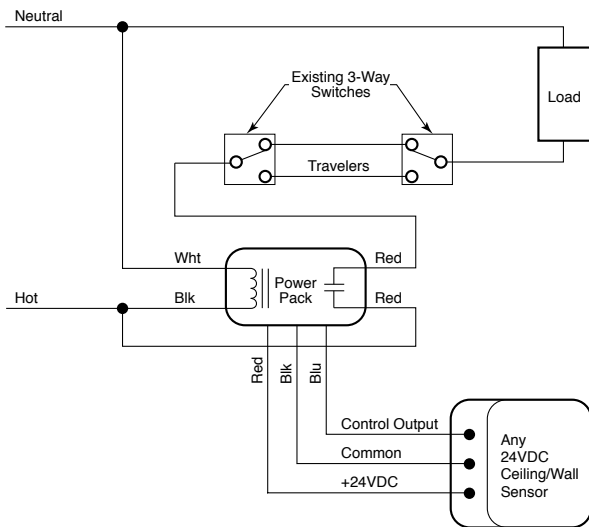 Neutral
Existing 3-Way
Switches
Load
Travelers
Wht
Red
Power
Pack
Hot
Blk
Red
Red
Blk
Blu
Control Output
Common
+24VDC
Any
24VDC
Ceiling/Wall
Sensor